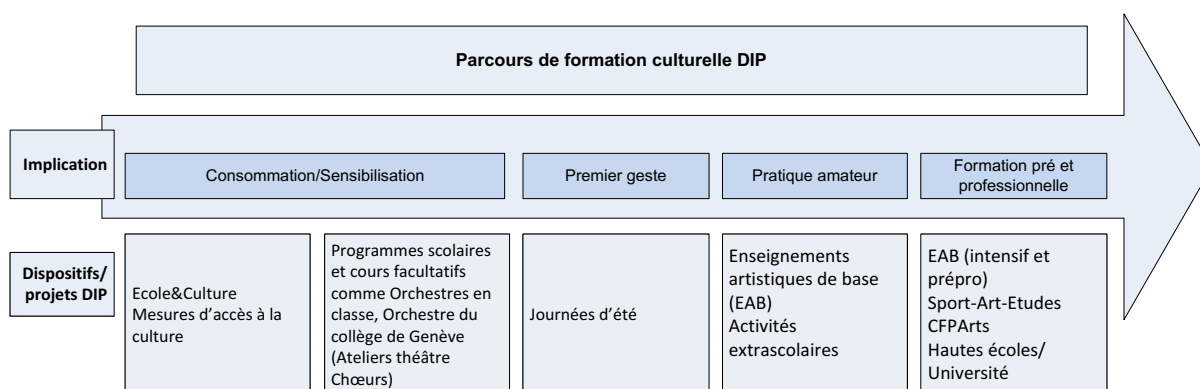 Parcours de formation culturelle DIP
Implication
Consommation/Sensibilisation
Premier geste
Pratique amateur
Formation pré et
professionnelle
Dispositifs/
projets DIP
Ecole&Culture
Mesures d'accès à la
culture
Programmes scolaires
et cours facultatifs
comme Orchestres en
classe, Orchestre du
collège de Genève
(Ateliers théâtre
Chœurs)
Journées d'été
Enseignements
artistiques de base
(EAB)
Activités
extrascolaires
EAB (intensif et
prépro)
Sport-Art-Etudes
CFPArts
Hautes écoles/
Université